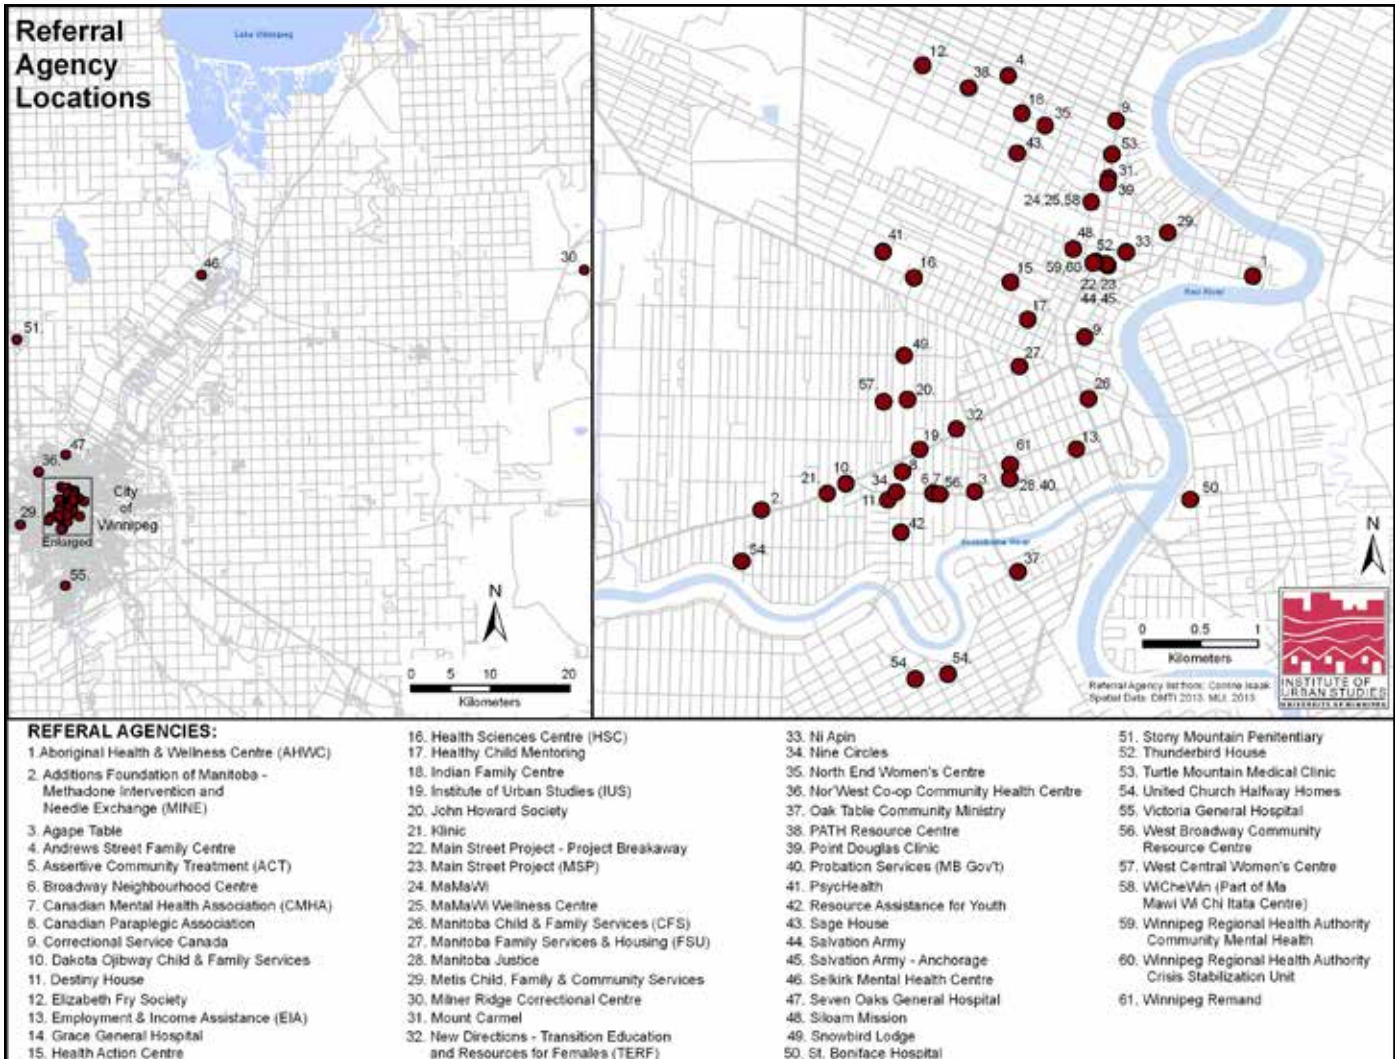 Referral
Agency
Locations
Lake Winnipeg
46.
30.
51.
47.
36.
City
of
Winnipeg
29.
Enlarged
55.
N
0 5 10 20
Kilometers
12.
38.
4.
18.
35.
9.
43.
53.
31.
39.
24,25,58
29.
48.
52.
33.
41.
59,60
16.
15.
22, 23
44,45.
1.
Red River
17.
9.
49.
27.
57.
20.
26
32.
19.
13.
8.
61
10.
21.
34.
6,7,
56.
3.
28,40.
11.
2.
50.
42.
54.
Assiniboine River
37
N
0 0.5 1
Kilometers
54.
54.
Referral Agency list from: Corinne Isaak
Spatial Data: DMTI 2013. MLI. 2013
INSTITUTE OF
URBAN STUDIES
UNIVERSITY OF WINNIPEG
REFERAL AGENCIES:
1.Aboriginal Health & Wellness Centre (AHWC)
2. Additions Foundation of Manitoba -
Methadone Intervention and
Needle Exchange (MINE)
3. Agape Table
4. Andrews Street Family Centre
5. Assertive Community Treatment (ACT)
6. Broadway Neighbourhood Centre
7. Canadian Mental Health Association (CMHA)
8. Canadian Paraplegic Association
9. Correctional Service Canada
10. Dakota Ojibway Child & Family Services
11. Destiny House
12. Elizabeth Fry Society
13. Employment & Income Assistance (EIA)
14. Grace General Hospital
15. Health Action Centre
16. Health Sciences Centre (HSC)
17. Healthy Child Mentoring
18. Indian Family Centre
19. Institute of Urban Studies (IUS)
20. John Howard Society
21. Klinic
22. Main Street Project - Project Breakaway
23. Main Street Project (MSP)
24. MaMaWi
25. MaMaWi Wellness Centre
26. Manitoba Child & Family Services (CFS)
27. Manitoba Family Services & Housing (FSU)
28. Manitoba Justice
29. Metis Child, Family & Community Services
30. Milner Ridge Correctional Centre
31. Mount Carmel
32. New Directions - Transition Education
and Resources for Females (TERF)
33. Ni Apin
34. Nine Circles
35. North End Women's Centre
36. Nor'West Co-op Community Health Centre
37. Oak Table Community Ministry
38. PATH Resource Centre
39. Point Douglas Clinic
40. Probation Services (MB Gov't)
41. PsycHealth
42. Resource Assistance for Youth
43. Sage House
44. Salvation Army
45. Salvation Army - Anchorage
46. Selkirk Mental Health Centre
47. Seven Oaks General Hospital
48. Siloam Mission
49. Snowbird Lodge
50. St. Boniface Hospital
51. Stony Mountain Penitentiary
52. Thunderbird House
53. Turtle Mountain Medical Clinic
54. United Church Halfway Homes
55. Victoria General Hospital
56. West Broadway Community
Resource Centre
57. West Central Women's Centre
58. WiCheWin (Part of Ma
Mawi Wi Chi Itata Centre)
59. Winnipeg Regional Health Authority
Community Mental Health
60. Winnipeg Regional Health Authority
Crisis Stabilization Unit
61. Winnipeg Remand